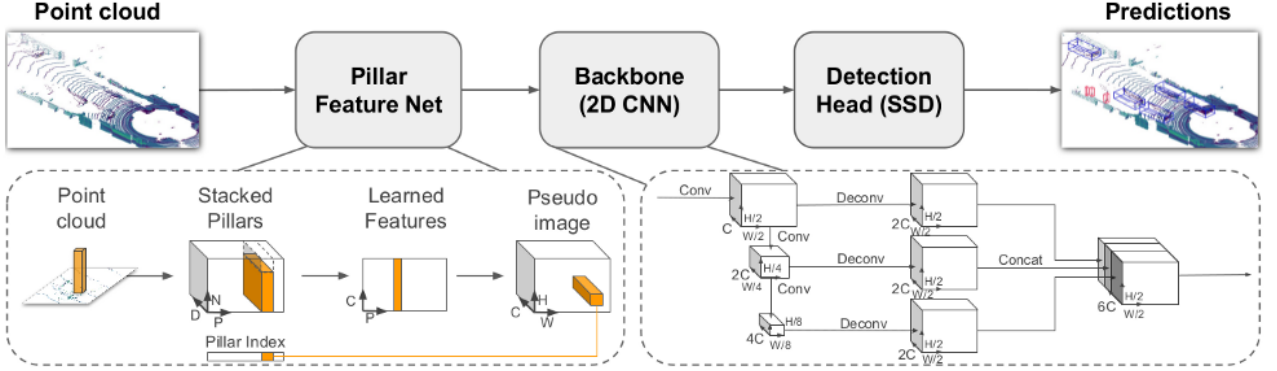 Point cloud
Pillar
Feature Net
Backbone
(2D CNN)
Detection
Head (SSD)
Predictions
Point
cloud
Stacked
Pillars
Learned
Features
Pseudo
image
N
D
P
C
P
H
C
W
Pillar Index
Conv
H/2
C
W/2
Conv
Deconv
2C
H/2
W/2
H/4
2C
W/4
Conv
Deconv
2C
H/2
W/2
Concat
H/8
4C
W/8
Deconv
2C
H/2
W/2
6C
H/2
W/2